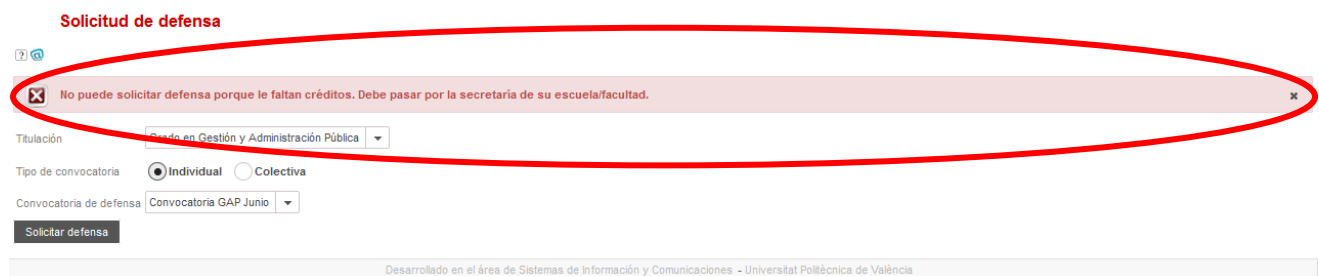 Solicitud de defensa
? @
No puede solicitar defensa porque le faltan créditos. Debe pasar por la secretaría de su escuela/facultad. ×
Titulación Grado en Gestión y Administración Pública
Tipo de convocatoria Individual Colectiva
Convocatoria de defensa Convocatoria GAP Junio
Solicitar defensa
Desarrollado en el área de Sistemas de Información y Comunicaciones - Universitat Politècnica de València